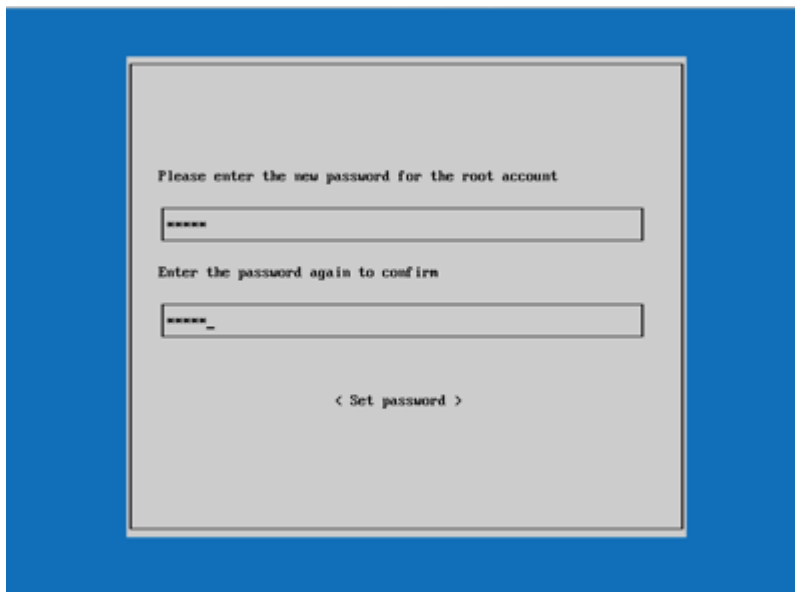 Please enter the new password for the root account
*****
Enter the password again to confirm
*****_
< Set password >